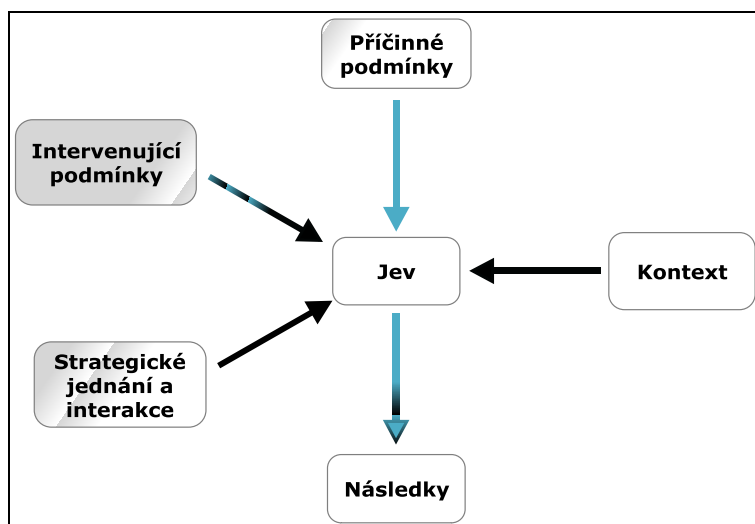 Příčinné
podmínky
Intervenující
podmínky
Jev
Kontext
Strategické
jednání a
interakce
Následky